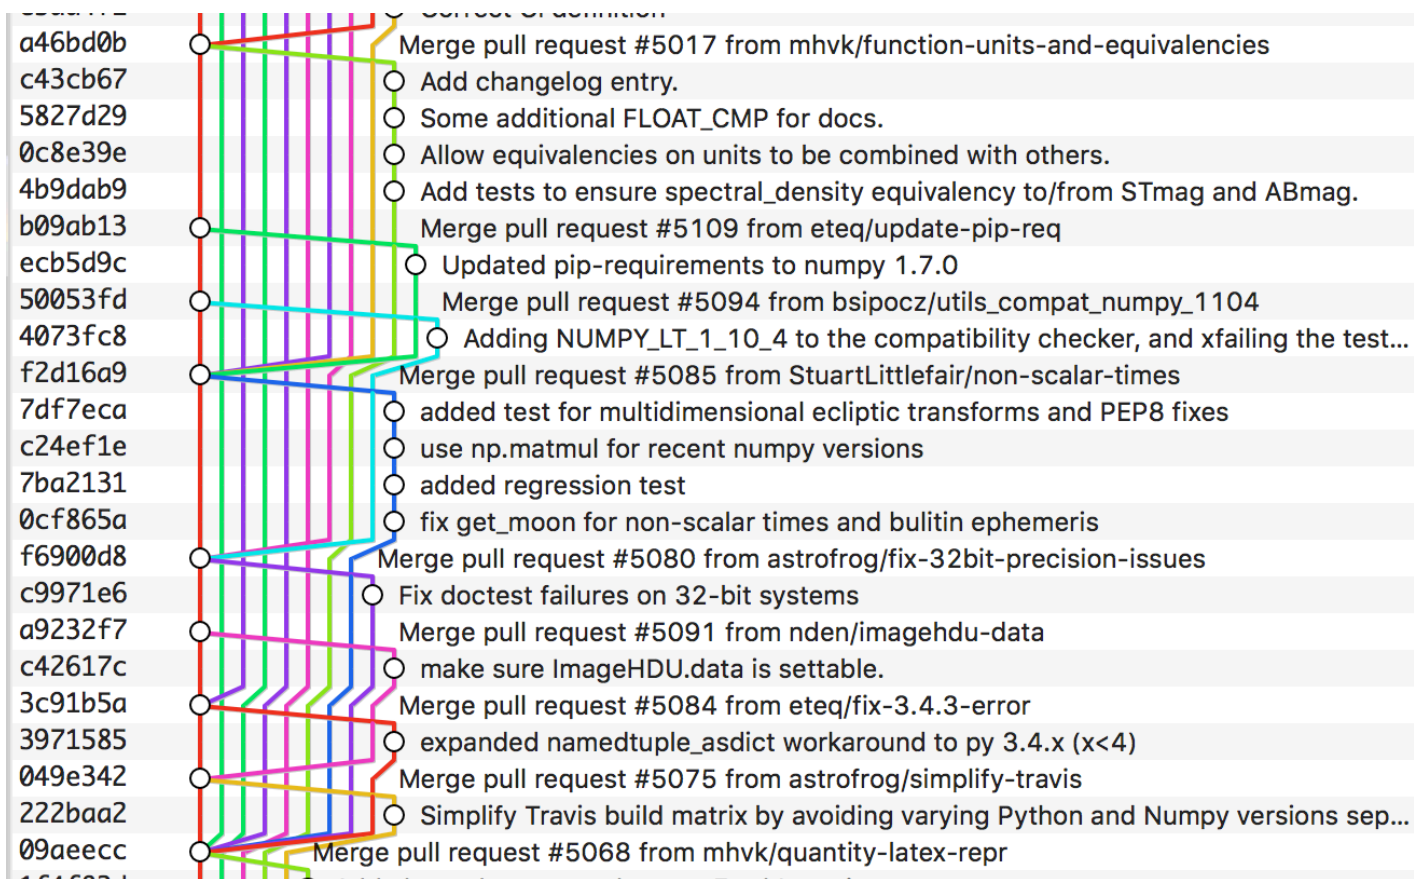 Correct CI definition
a46bd0b Merge pull request #5017 from mhvk/function-units-and-equivalencies
c43cb67 Add changelog entry.
5827d29 Some additional FLOAT_CMP for docs.
0c8e39e Allow equivalencies on units to be combined with others.
4b9dab9 Add tests to ensure spectral_density equivalency to/from STmag and ABmag.
b09ab13 Merge pull request #5109 from eteq/update-pip-req
ecb5d9c Updated pip-requirements to numpy 1.7.0
50053fd Merge pull request #5094 from bsipocz/utils_compat_numpy_1104
4073fc8 Adding NUMPY_LT_1_10_4 to the compatibility checker, and xfailing the test...
f2d16a9 Merge pull request #5085 from StuartLittlefair/non-scalar-times
7df7eca added test for multidimensional ecliptic transforms and PEP8 fixes
c24ef1e use np.matmul for recent numpy versions
7ba2131 added regression test
0cf865a fix get_moon for non-scalar times and bulitin ephemeris
f6900d8 Merge pull request #5080 from astrofrog/fix-32bit-precision-issues
c9971e6 Fix doctest failures on 32-bit systems
a9232f7 Merge pull request #5091 from nden/imagehdu-data
c42617c make sure ImageHDU.data is settable.
3c91b5a Merge pull request #5084 from eteq/fix-3.4.3-error
3971585 expanded namedtuple_asdict workaround to py 3.4.x (x<4)
049e342 Merge pull request #5075 from astrofrog/simplify-travis
222baa2 Simplify Travis build matrix by avoiding varying Python and Numpy versions sep...
09aeecc Merge pull request #5068 from mhvk/quantity-latex-repr